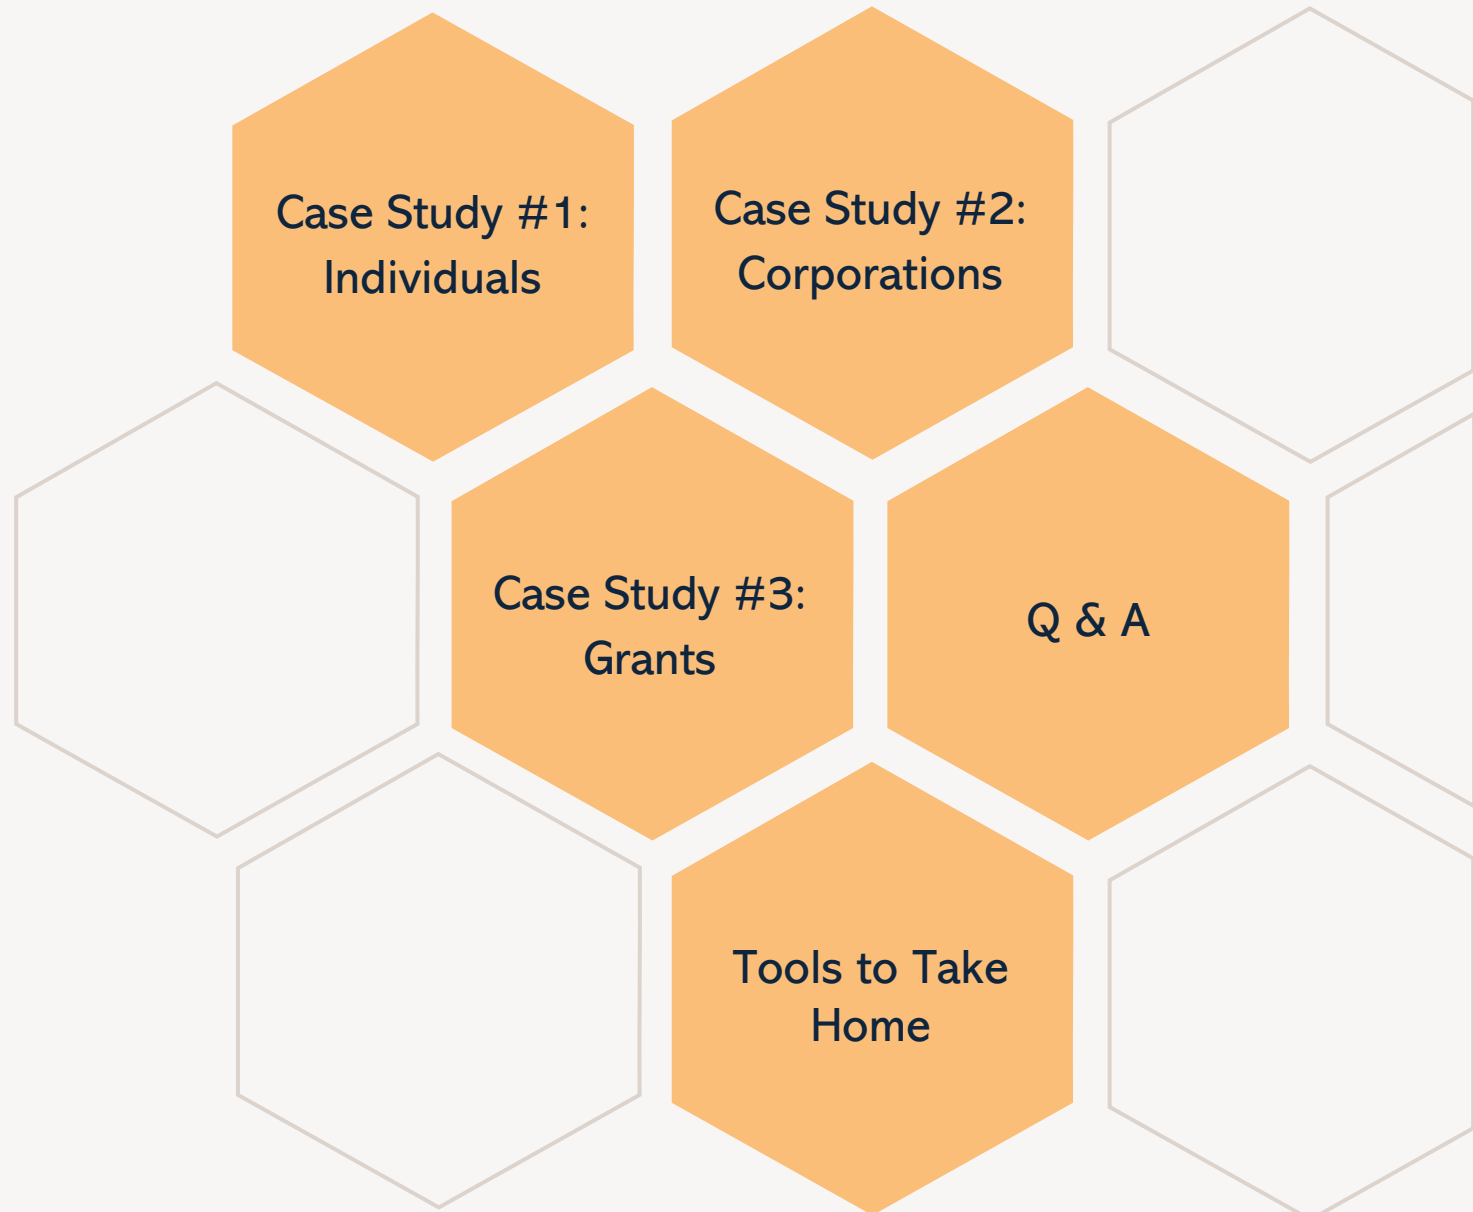 Case Study #1:
Individuals
Case Study #2:
Corporations
Case Study #3:
Grants
Q & A
Tools to Take
Home